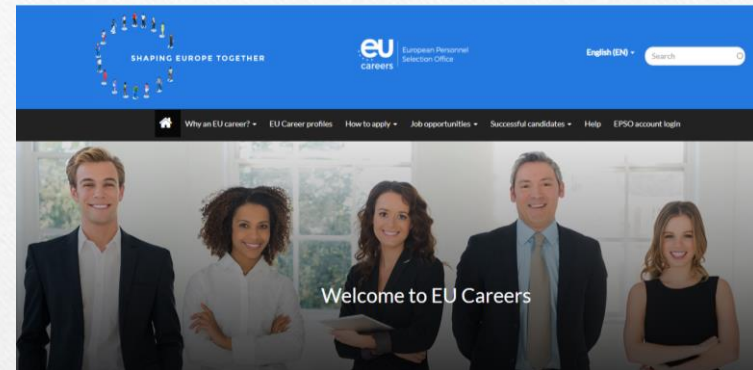 SHAPING EUROPE TOGETHER
eu careers
European Personnel
Selection Office
English (EN)
Search
Why an EU career?
EU Career profiles
How to apply
Job opportunities
Successful candidates
Help
EPSO account login
Welcome to EU Careers